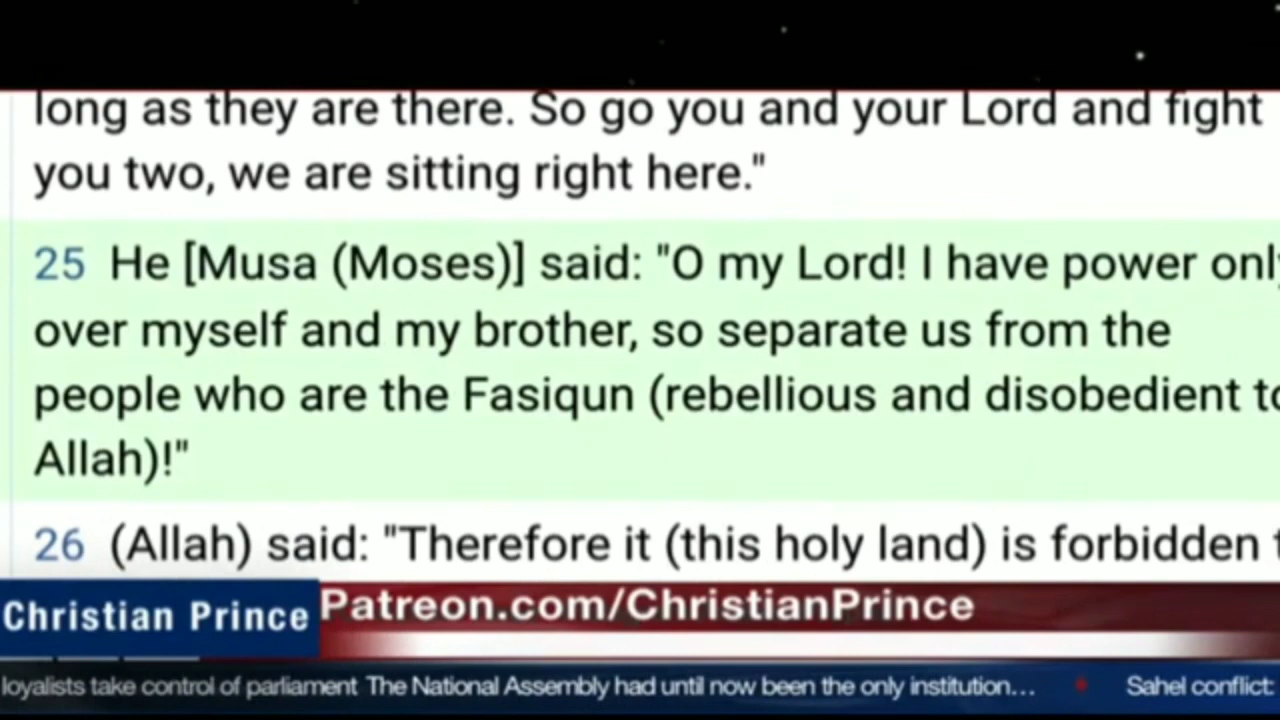 long as they are there. So go you and your Lord and fight
you two, we are sitting right here."
25 He [Musa (Moses)] said: "O my Lord! I have power only
over myself and my brother, so separate us from the
people who are the Fasiqun (rebellious and disobedient to
Allah)!"
26 (Allah) said: "Therefore it (this holy land) is forbidden
Christian Prince
Patreon.com/ChristianPrince
loyalists take control of parliament The National Assembly had until now been the only institution... Sahel conflict: